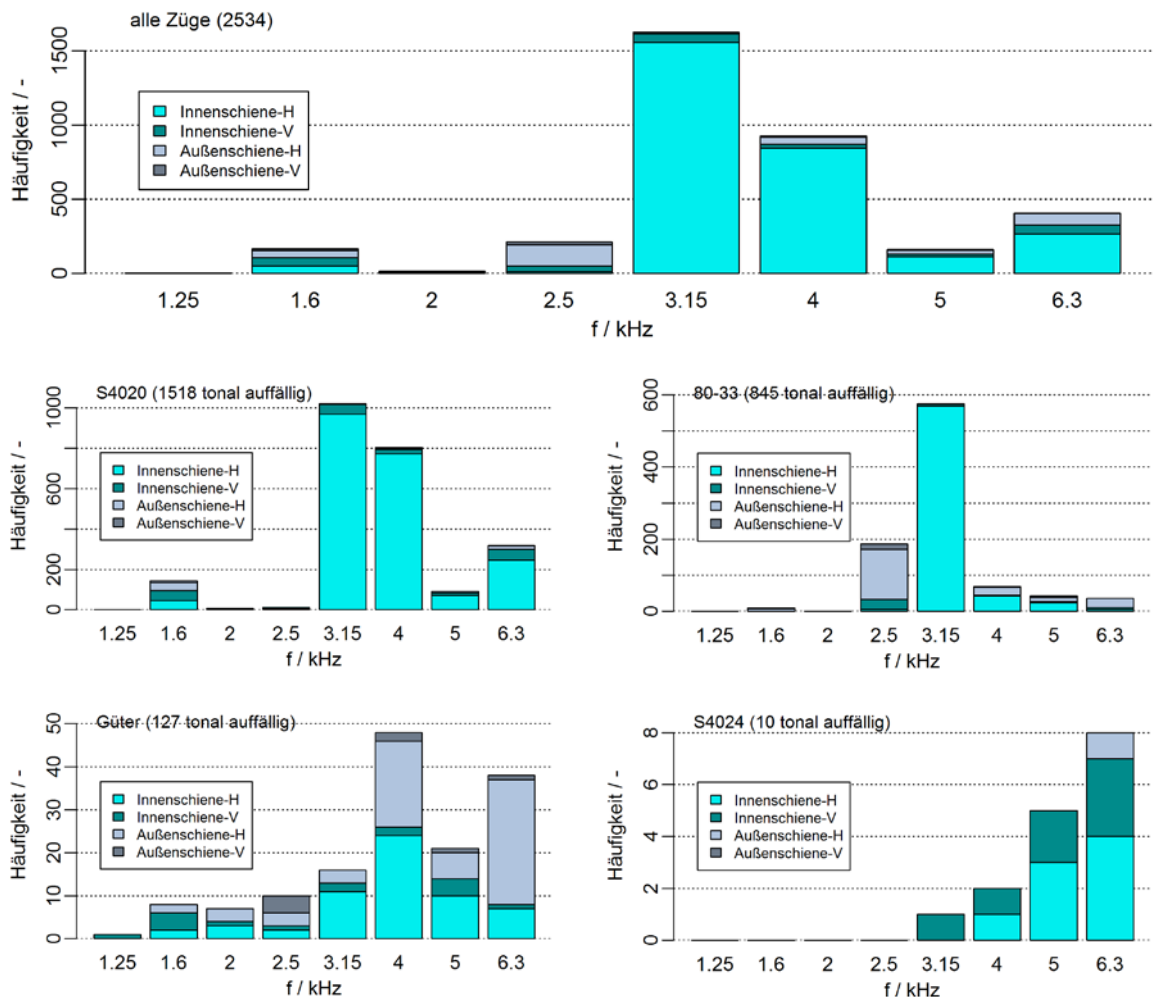 alle Züge (2534)
Häufigkeit / -
1500
1000
500
0
Innenschiene-H
Innenschiene-V
Außenschiene-H
Außenschiene-V
1.25 1.6 2 2.5 3.15 4 5 6.3
f / kHz
S4020 (1518 tonal auffällig)
Häufigkeit / -
1000
600
200
0
Innenschiene-H
Innenschiene-V
Außenschiene-H
Außenschiene-V
1.25 1.6 2 2.5 3.15 4 5 6.3
f / kHz
80-33 (845 tonal auffällig)
Häufigkeit / -
600
400
200
0
Innenschiene-H
Innenschiene-V
Außenschiene-H
Außenschiene-V
1.25 1.6 2 2.5 3.15 4 5 6.3
f / kHz
Güter (127 tonal auffällig)
Häufigkeit / -
50
40
30
20
10
0
Innenschiene-H
Innenschiene-V
Außenschiene-H
Außenschiene-V
1.25 1.6 2 2.5 3.15 4 5 6.3
f / kHz
S4024 (10 tonal auffällig)
Häufigkeit / -
8
6
4
2
0
Innenschiene-H
Innenschiene-V
Außenschiene-H
Außenschiene-V
1.25 1.6 2 2.5 3.15 4 5 6.3
f / kHz